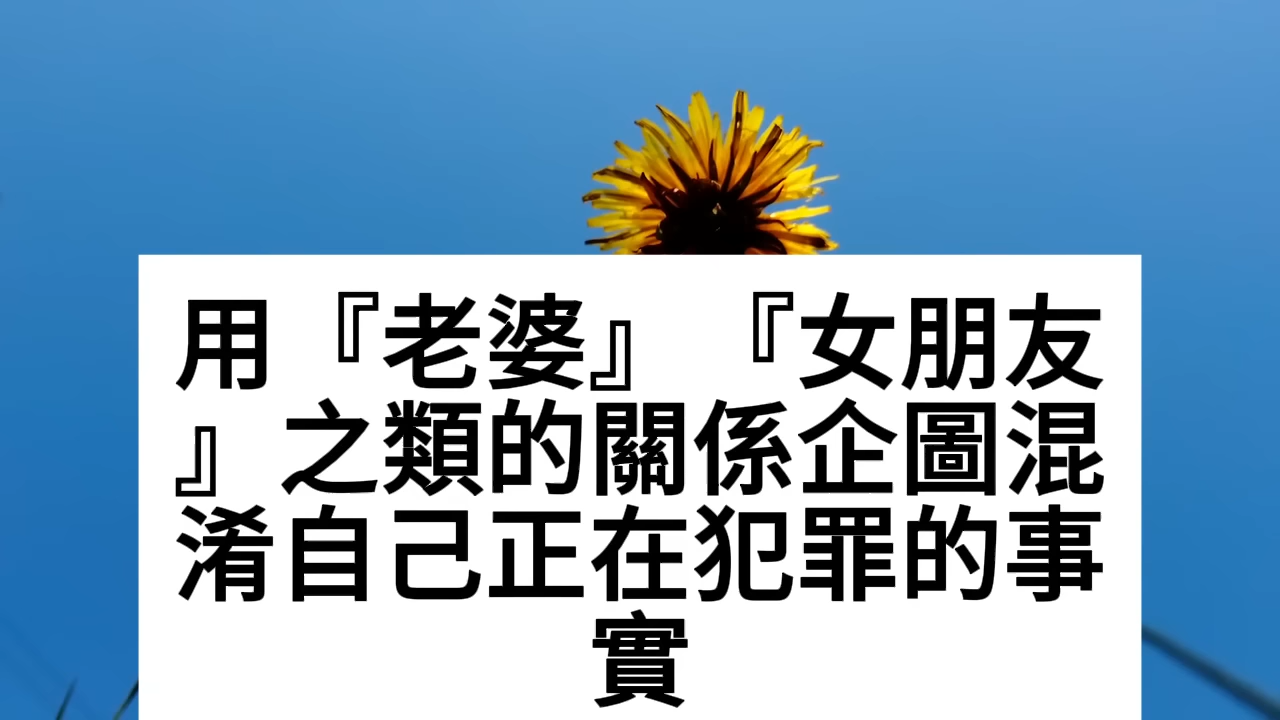 用『老婆』『女朋友
』之類的關係企圖混
淆自己正在犯罪的事
實